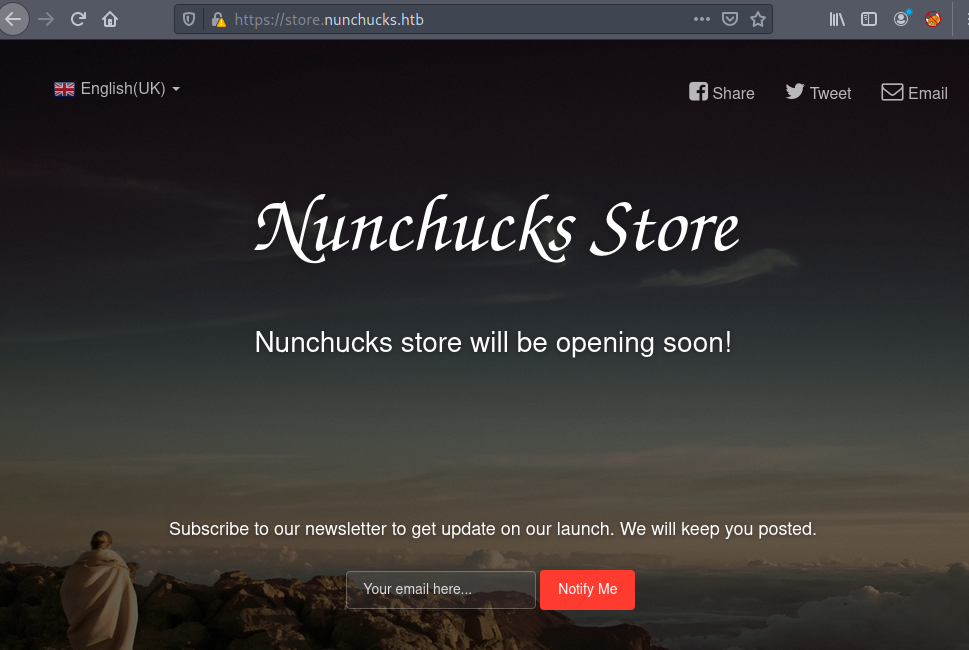 https://store.nunchucks.htb
English(UK)
Share
Tweet
Email
Nunchucks Store
Nunchucks store will be opening soon!
Subscribe to our newsletter to get update on our launch. We will keep you posted.
Your email here...
Notify Me